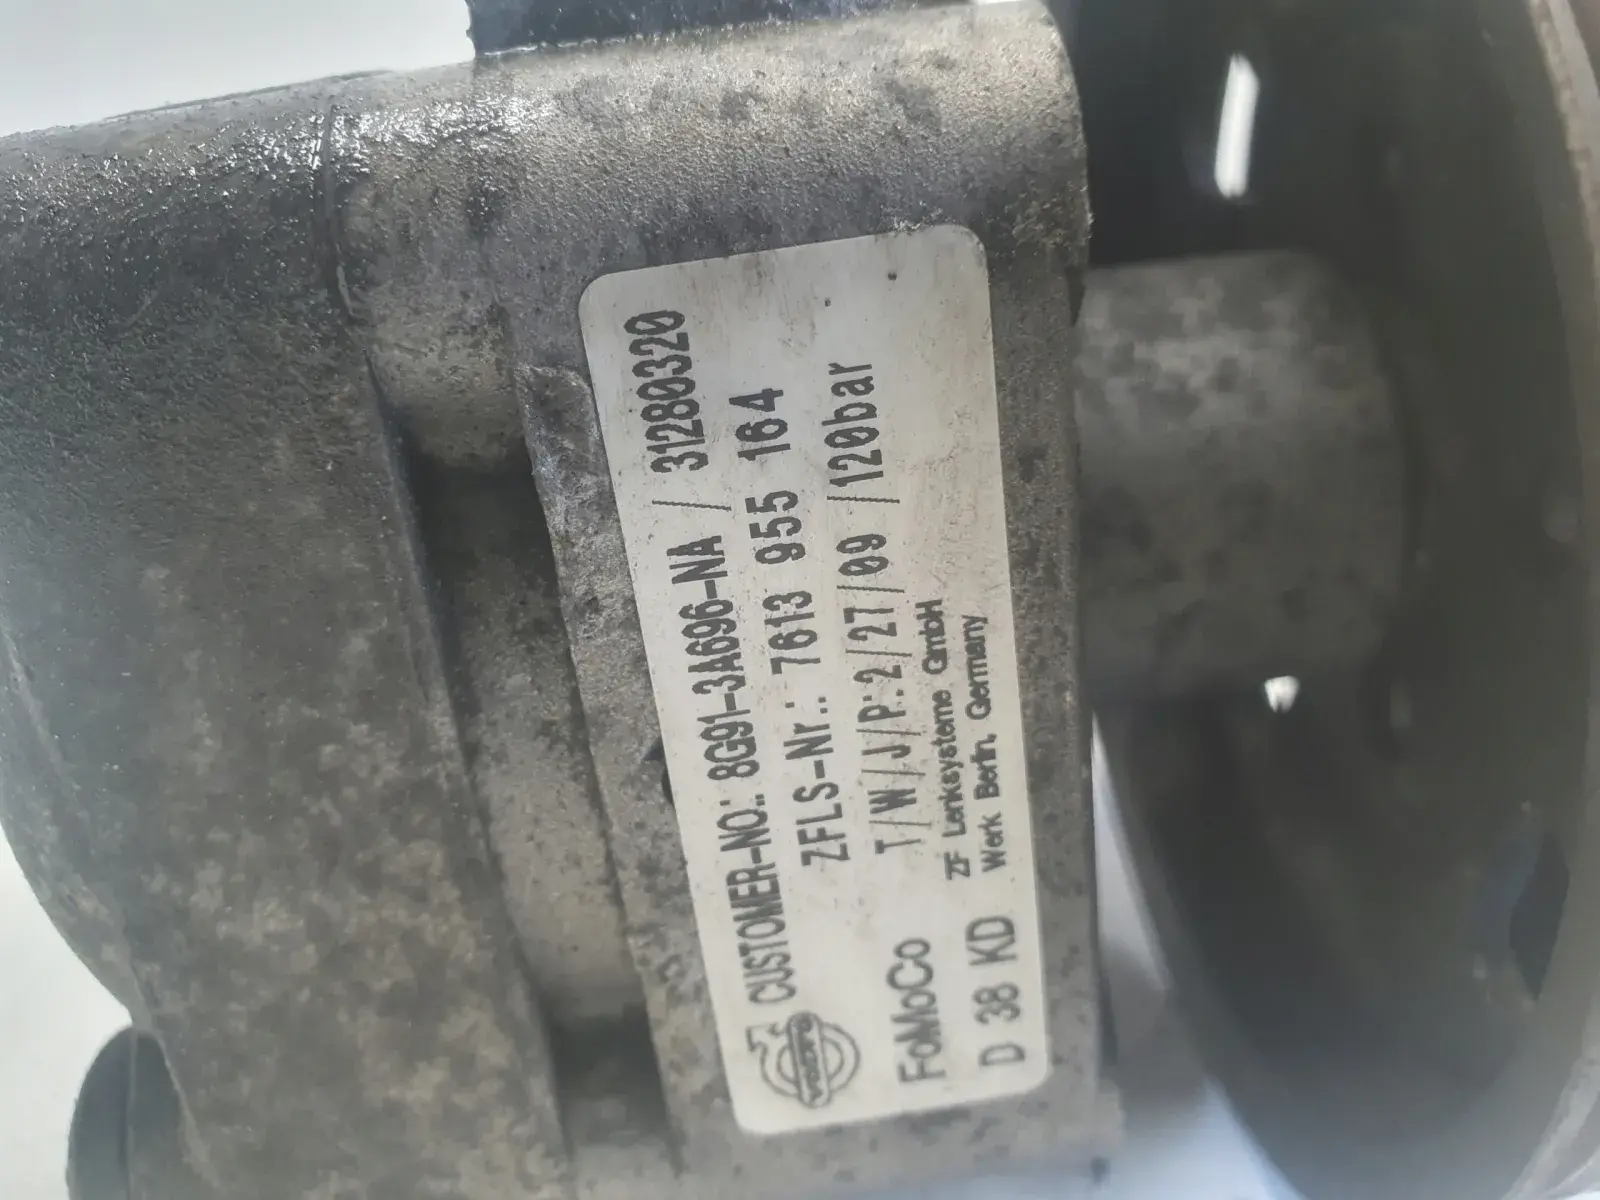 VOLVO
CUSTOMER-NO.: 8G91-3A696-NA / 31280320
ZFLS-Nr.: 7613 955 164
FoMoCo T/W/J/P:2/27/09 /120bar
D 38 KD
ZF Lenksysteme GmbH
Werk Berlin, Germany